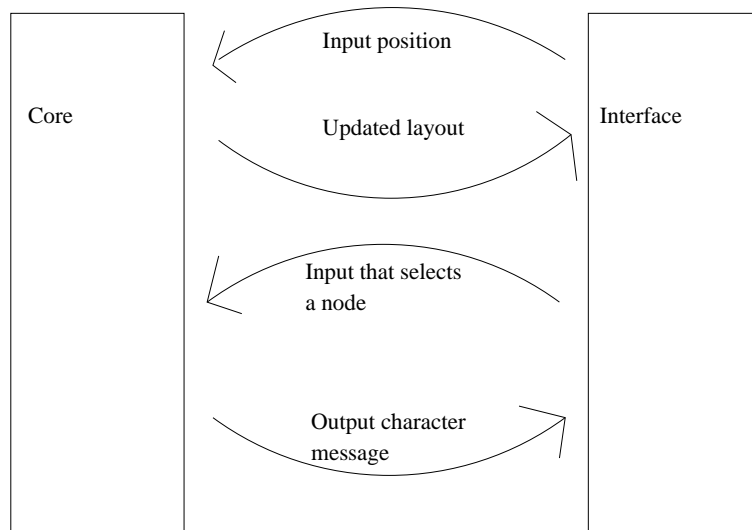 Input position
Core
Updated layout
Interface
Input that selects
a node
Output character
message